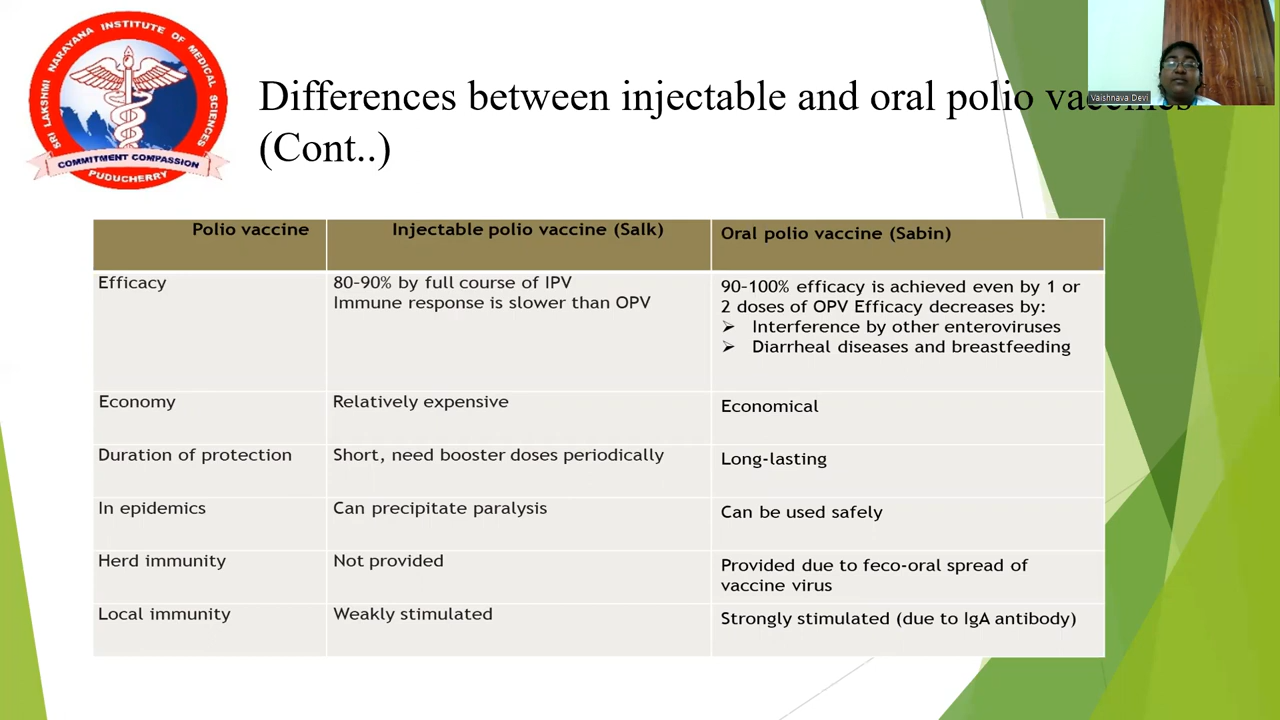 SRI LAKSHMI NARAYANA INSTITUTE OF MEDICAL SCIENCES
COMMITMENT COMPASSION
PUDUCHERRY
Differences between injectable and oral polio vaccines
(Cont..)
Vaishnava Devi
Polio vaccine
Injectable polio vaccine (Salk)
Oral polio vaccine (Sabin)
Efficacy
80-90% by full course of IPV
Immune response is slower than OPV
90-100% efficacy is achieved even by 1 or
2 doses of OPV Efficacy decreases by:
➢ Interference by other enteroviruses
➢ Diarrheal diseases and breastfeeding
Economy
Relatively expensive
Economical
Duration of protection
Short, need booster doses periodically
Long-lasting
In epidemics
Can precipitate paralysis
Can be used safely
Herd immunity
Not provided
Provided due to feco-oral spread of
vaccine virus
Local immunity
Weakly stimulated
Strongly stimulated (due to IgA antibody)